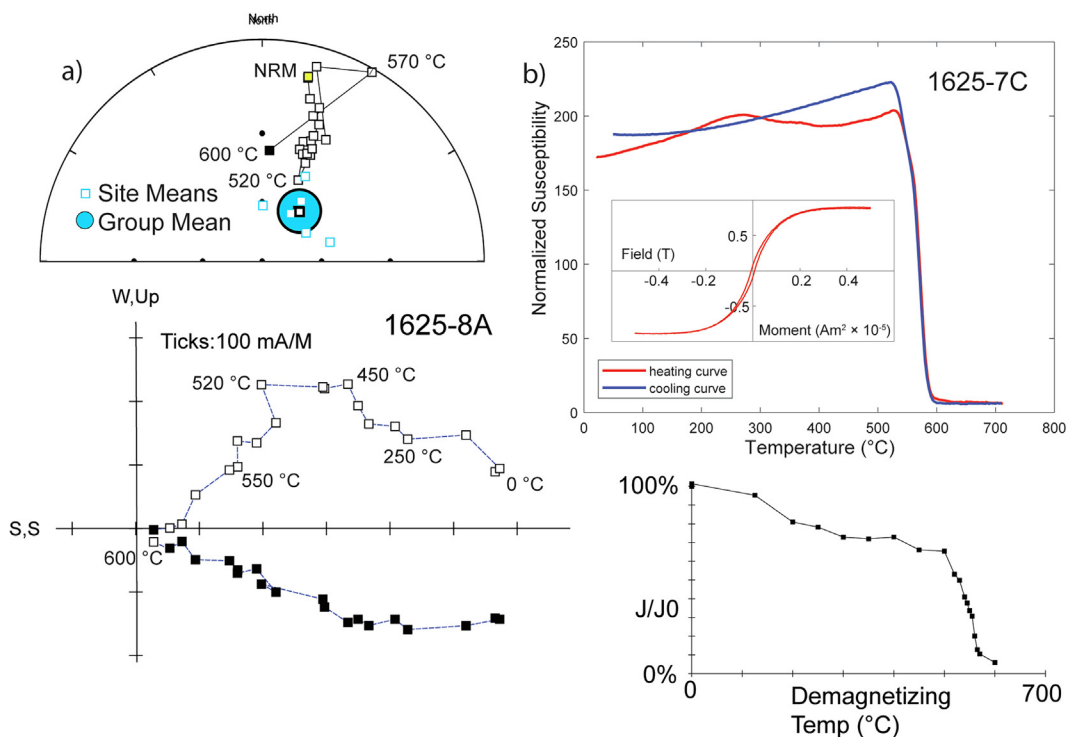 North
North
a)
NRM
570 °C
600 °C
520 °C
Site Means
Group Mean
W,Up
1625-8A
Ticks:100 mA/M
520 °C
450 °C
250 °C
550 °C
0 °C
S,S
600 °C
b)
1625-7C
Normalized Susceptibility
250
200
150
100
50
0
0 100 200 300 400 500 600 700 800
Temperature (°C)
Field (T)
0.5
-0.4 -0.2 0.2 0.4
-0.5
Moment (Am² × 10⁻⁵)
heating curve
cooling curve
100%
J/J0
0%
0 700
Demagnetizing
Temp (°C)